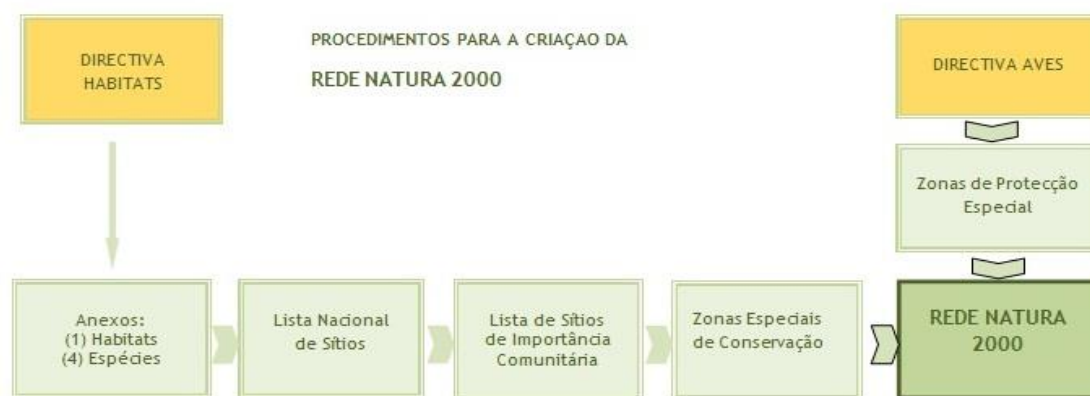 DIRECTIVA
HABITATS
PROCEDIMENTOS PARA A CRIAÇAO DA
REDE NATURA 2000
DIRECTIVA AVES
Zonas de Protecção
Especial
Anexos:
(1) Habitats
(4) Espécies
Lista Nacional
de Sítios
Lista de Sítios
de Importância
Comunitária
Zonas Especiais
de Conservação
REDE NATURA
2000